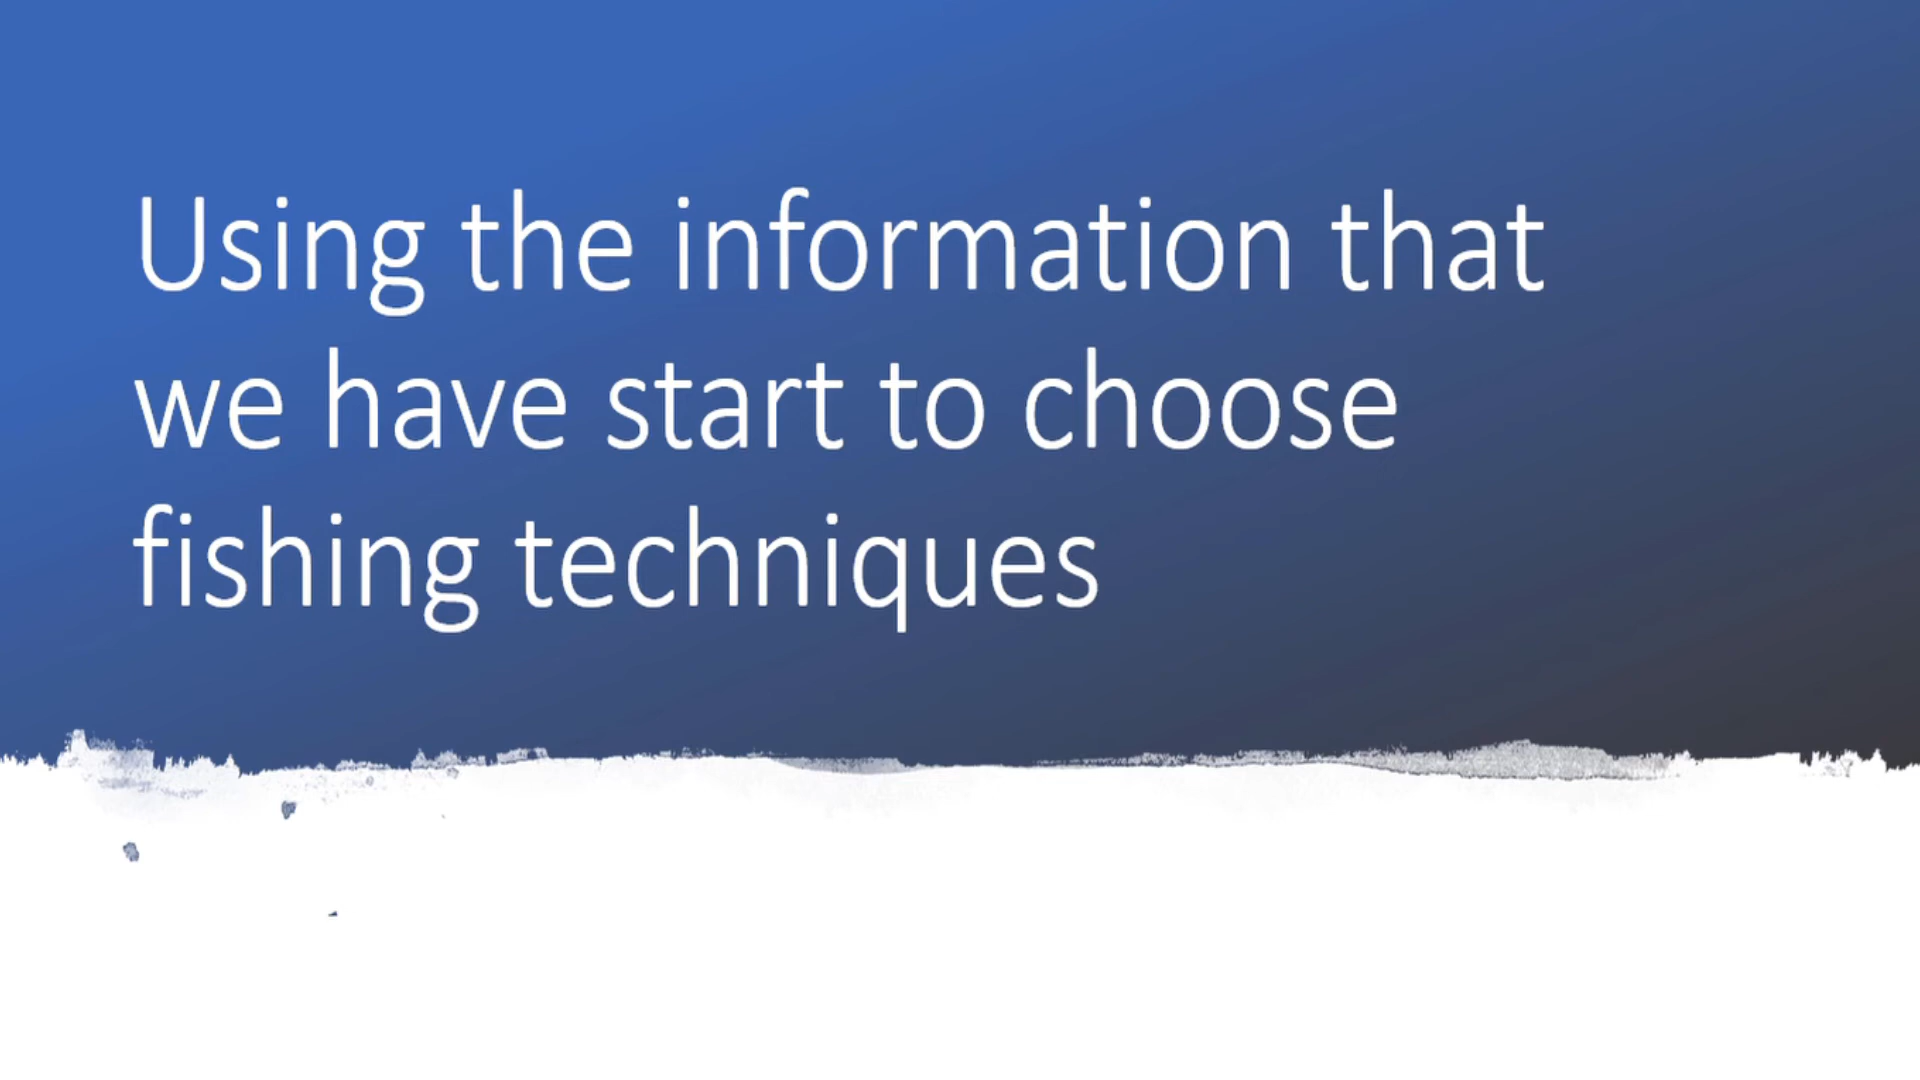 Using the information that
we have start to choose
fishing techniques